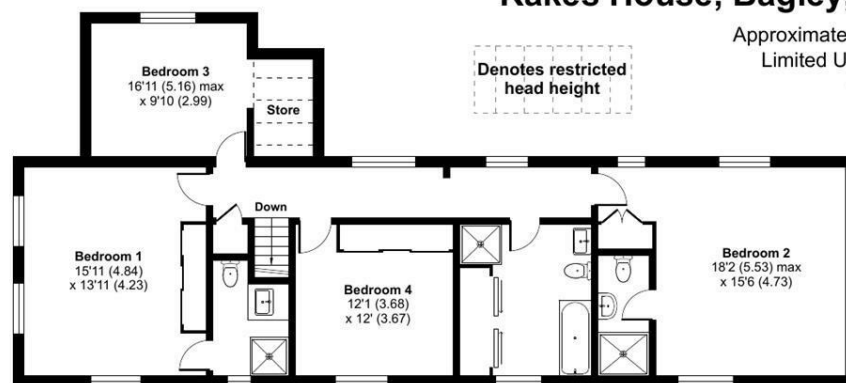 Rakes House, Bagley,
Approximate
Limited U
Denotes restricted
head height
Bedroom 3
16'11 (5.16) max
x 9'10 (2.99)
Store
Down
Bedroom 1
15'11 (4.84)
x 13'11 (4.23)
Bedroom 4
12'1 (3.68)
x 12' (3.67)
Bedroom 2
18'2 (5.53) max
x 15'6 (4.73)